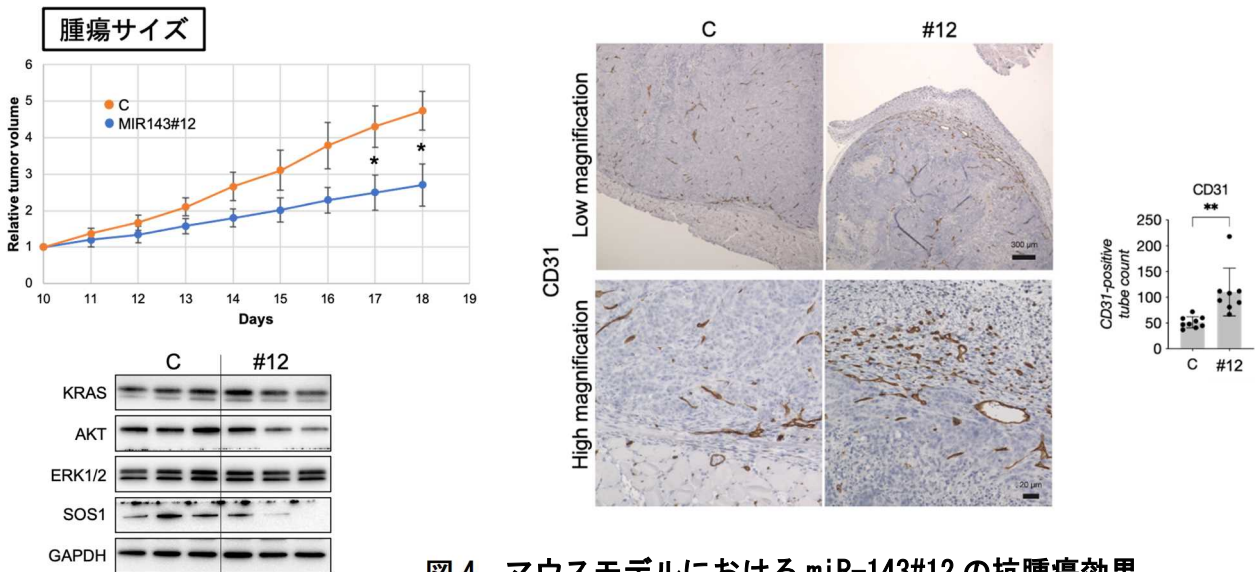 腫瘍サイズ
Relative tumor volume
6
5
4
3
2
1
0
C
MIR143#12
*
*
10 11 12 13 14 15 16 17 18 19
Days
C #12
KRAS
AKT
ERK1/2
SOS1
GAPDH
C #12
CD31
Low magnification
300 µm
High magnification
20 µm
CD31
**
CD31-positive
tube count
250
200
150
100
50
0
C #12
図4 マウスモデルにおけるmiR-143#12の抗腫瘍効果